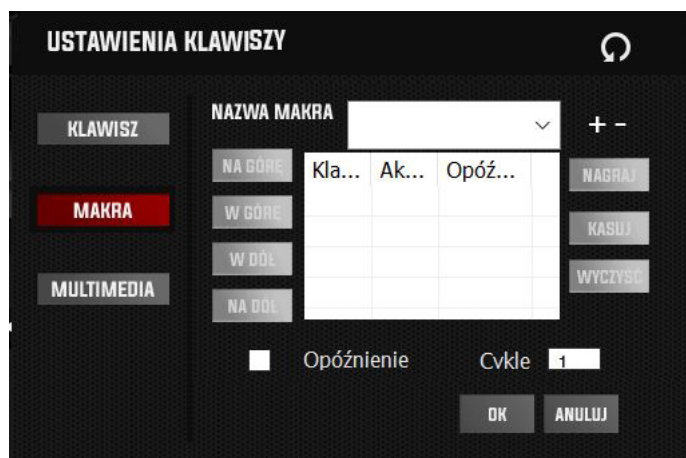 USTAWIENIA KLAWISZY
KLAWISZ
MAKRA
MULTIMEDIA
NAZWA MAKRA
+ -
NA GÓRĘ
W GÓRĘ
W DÓŁ
NA DÓŁ
Kla... Ak... Opóź...
NAGRAJ
KASUJ
WYCZYŚĆ
Opóźnienie Cykle 1
OK ANULUJ